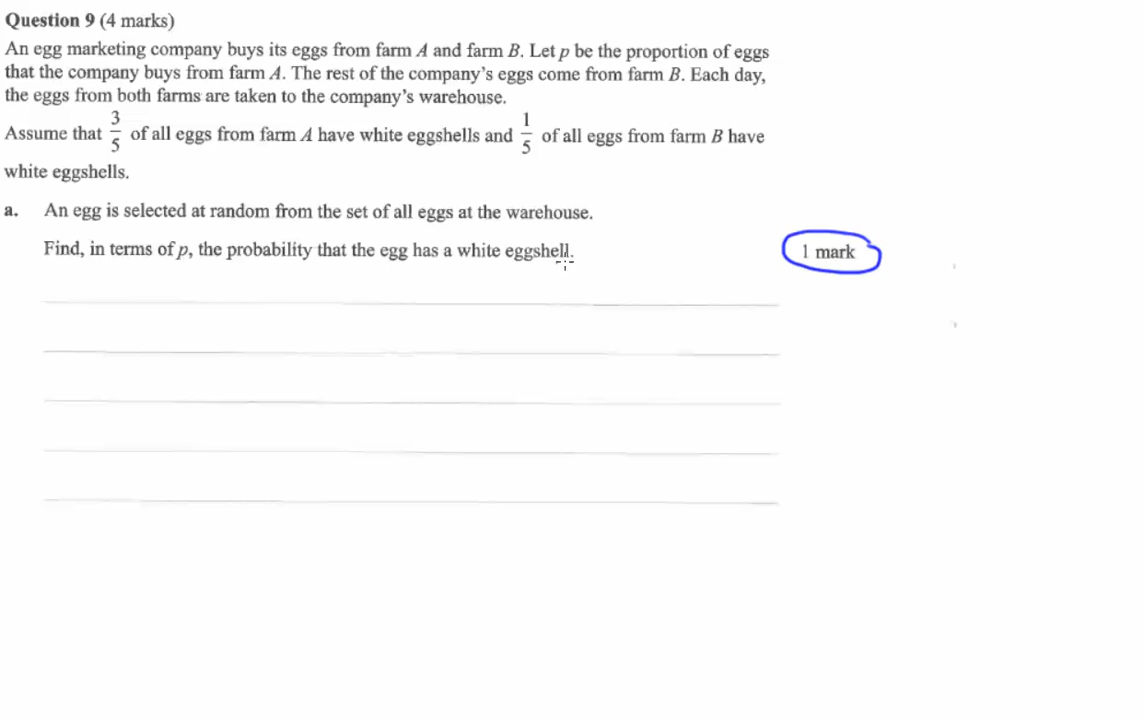 Question 9 (4 marks)
An egg marketing company buys its eggs from farm A and farm B. Let p be the proportion of eggs
that the company buys from farm A. The rest of the company's eggs come from farm B. Each day,
the eggs from both farms are taken to the company's warehouse.
Assume that 3/5 of all eggs from farm A have white eggshells and 1/5 of all eggs from farm B have
white eggshells.
a. An egg is selected at random from the set of all eggs at the warehouse.
Find, in terms of p, the probability that the egg has a white eggshell. 1 mark